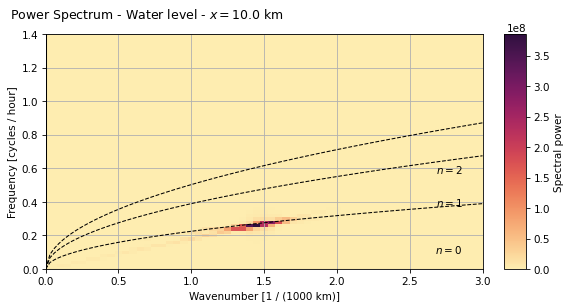 Power Spectrum - Water level - x = 10.0 km
1e8
Frequency [cycles / hour]
1.4
1.2
1.0
0.8
0.6
0.4
0.2
0.0
n = 2
n = 1
n = 0
0.0 0.5 1.0 1.5 2.0 2.5 3.0
Wavenumber [1 / (1000 km)]
3.5
3.0
2.5
2.0
1.5
1.0
0.5
0.0
Spectral power